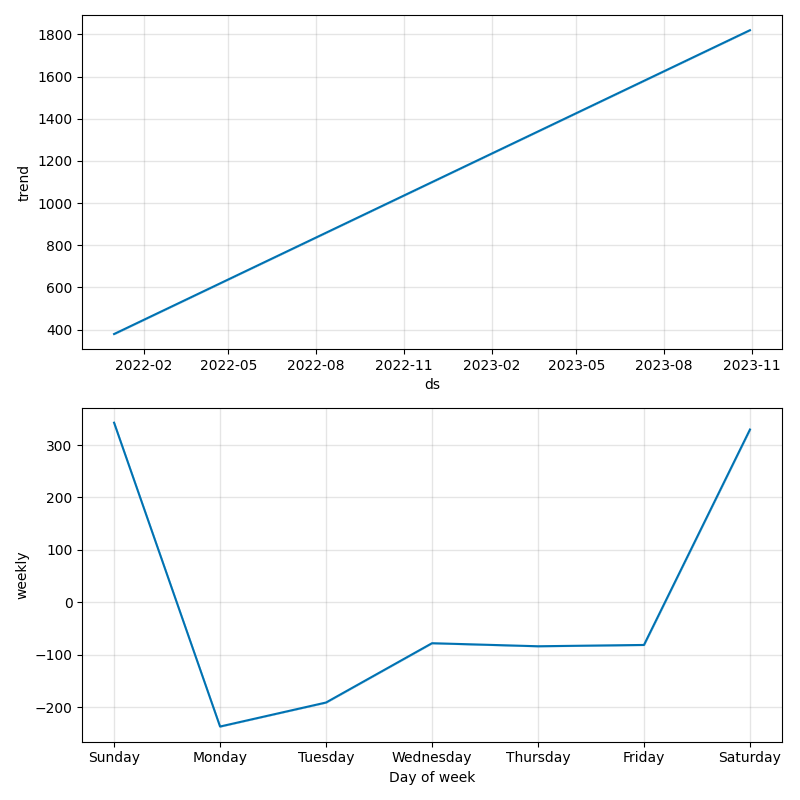 trend
1800
1600
1400
1200
1000
800
600
400
2022-02 2022-05 2022-08 2022-11 2023-02 2023-05 2023-08 2023-11
ds
weekly
300
200
100
0
−100
−200
Sunday Monday Tuesday Wednesday Thursday Friday Saturday
Day of week